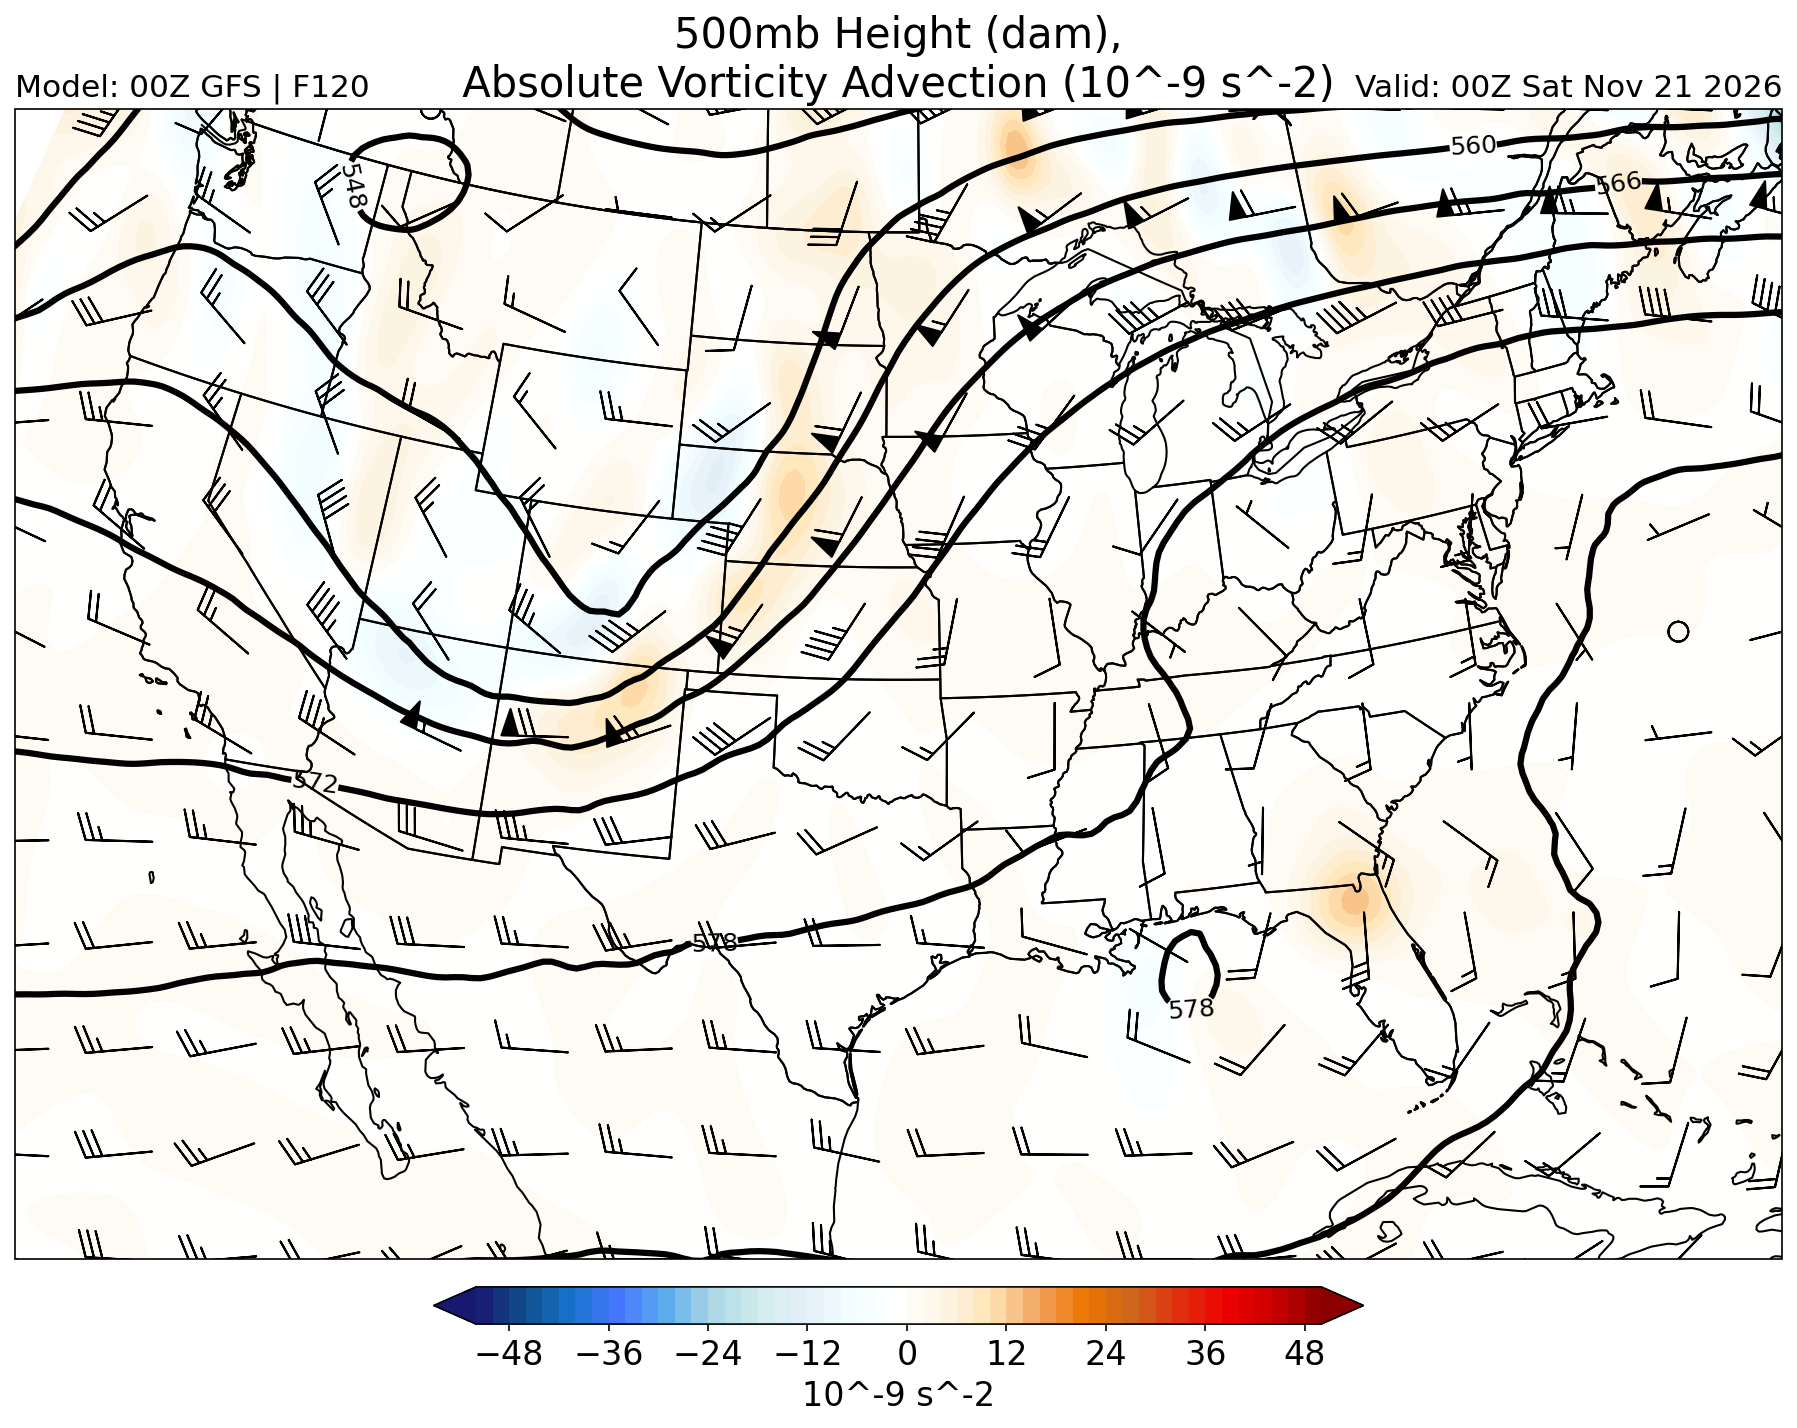 500mb Height (dam),
Model: 00Z GFS | F120
Absolute Vorticity Advection (10^-9 s^-2)
Valid: 00Z Sat Nov 21 2026
548
560
566
572
578
578
−48 −36 −24 −12 0 12 24 36 48
10^-9 s^-2